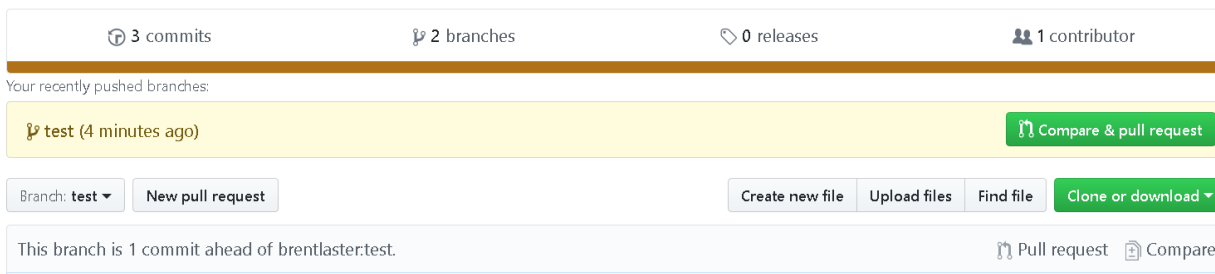 3 commits 2 branches 0 releases 1 contributor
Your recently pushed branches:
test (4 minutes ago) Compare & pull request
Branch: test New pull request Create new file Upload files Find file Clone or download
This branch is 1 commit ahead of brentlaster:test. Pull request Compare